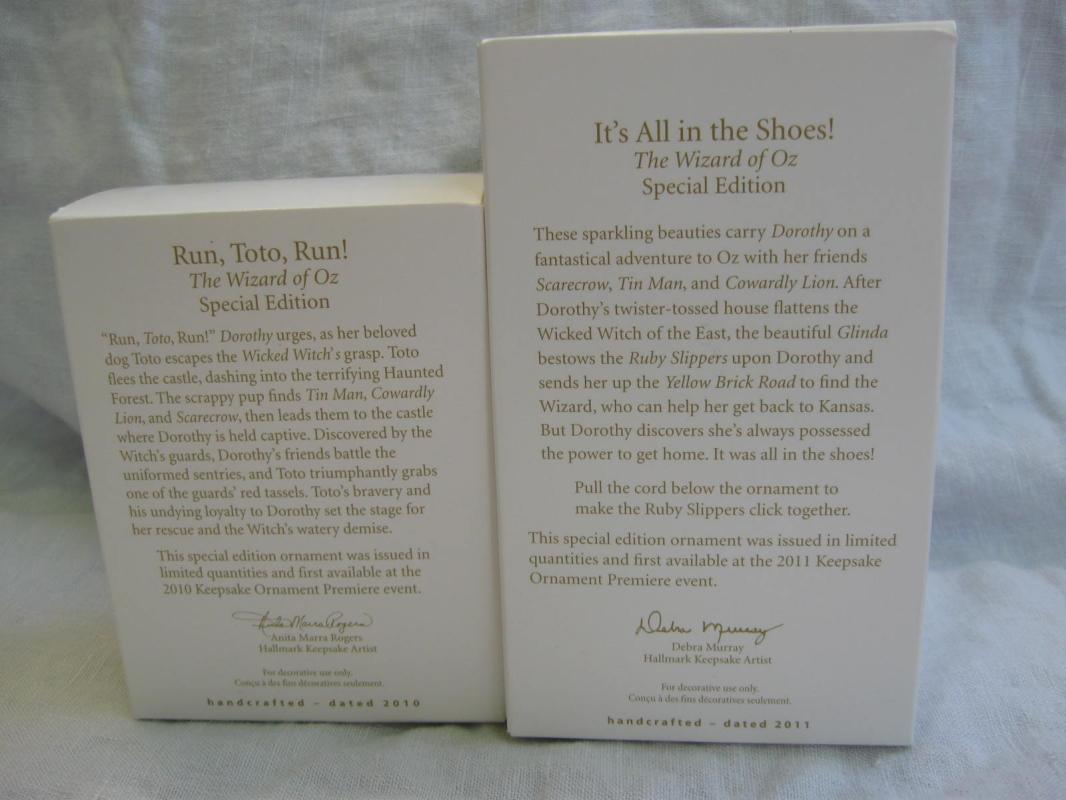 Run, Toto, Run!
The Wizard of Oz
Special Edition
"Run, Toto, Run!" Dorothy urges, as her beloved
dog Toto escapes the Wicked Witch's grasp. Toto
flees the castle, dashing into the terrifying Haunted
Forest. The scrappy pup finds Tin Man, Cowardly
Lion, and Scarecrow, then leads them to the castle
where Dorothy is held captive. Discovered by the
Witch's guards, Dorothy's friends battle the
uniformed sentries, and Toto triumphantly grabs
one of the guards' red tassels. Toto's bravery and
his undying loyalty to Dorothy set the stage for
her rescue and the Witch's watery demise.
This special edition ornament was issued in
limited quantities and first available at the
2010 Keepsake Ornament Premiere event.
Anita Marra Rogers
Anita Marra Rogers
Hallmark Keepsake Artist
For decorative use only.
Conçu à des fins décoratives seulement.
handcrafted – dated 2010
It's All in the Shoes!
The Wizard of Oz
Special Edition
These sparkling beauties carry Dorothy on a
fantastical adventure to Oz with her friends
Scarecrow, Tin Man, and Cowardly Lion. After
Dorothy's twister-tossed house flattens the
Wicked Witch of the East, the beautiful Glinda
bestows the Ruby Slippers upon Dorothy and
sends her up the Yellow Brick Road to find the
Wizard, who can help her get back to Kansas.
But Dorothy discovers she's always possessed
the power to get home. It was all in the shoes!
Pull the cord below the ornament to
make the Ruby Slippers click together.
This special edition ornament was issued in limited
quantities and first available at the 2011 Keepsake
Ornament Premiere event.
Debra Murray
Debra Murray
Hallmark Keepsake Artist
For decorative use only.
Conçu à des fins décoratives seulement.
handcrafted – dated 2011